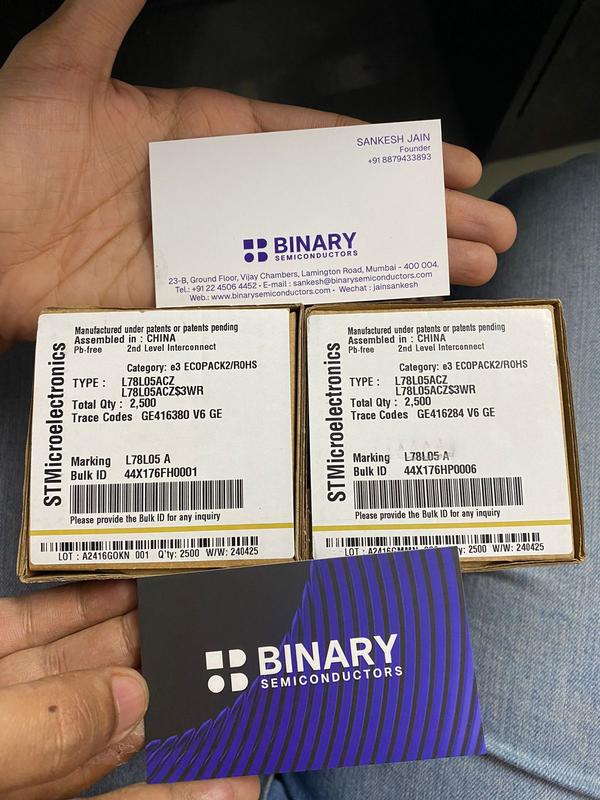 SANKESH JAIN
Founder
+91 8879433893
BINARY
SEMICONDUCTORS
23-B, Ground Floor, Vijay Chambers, Lamington Road, Mumbai - 400 004.
Tel.: +91 22 4506 4452 • E-mail : sankesh@binarysemiconductors.com
Web.: www.binarysemiconductors.com • Wechat : jainsankesh
STMicroelectronics
Manufactured under patents or patents pending
Assembled in : CHINA
Pb-free 2nd Level Interconnect
Category: e3 ECOPACK2/ROHS
TYPE : L78L05ACZ
L78L05ACZ$3WR
Total Qty : 2,500
Trace Codes GE416380 V6 GE
Marking L78L05 A
Bulk ID 44X176FH0001
Please provide the Bulk ID for any inquiry
LOT : A2416GOKN 001 Q'ty: 2500 W/W: 240425
STMicroelectronics
Manufactured under patents or patents pending
Assembled in : CHINA
Pb-free 2nd Level Interconnect
Category: e3 ECOPACK2/ROHS
TYPE : L78L05ACZ
L78L05ACZ$3WR
Total Qty : 2,500
Trace Codes GE416284 V6 GE
Marking L78L05 A
Bulk ID 44X176HP0006
Please provide the Bulk ID for any inquiry
LOT : Q'ty: 2500 W/W: 240425
BINARY
SEMICONDUCTORS